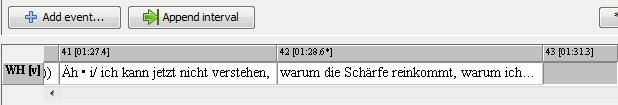 Add event... Append interval
41 [01:27.4] 42 [01:28.6*] 43 [01:31.3]
WH [v] )) Äh • i/ ich kann jetzt nicht verstehen, warum die Schärfe reinkommt, warum ich...